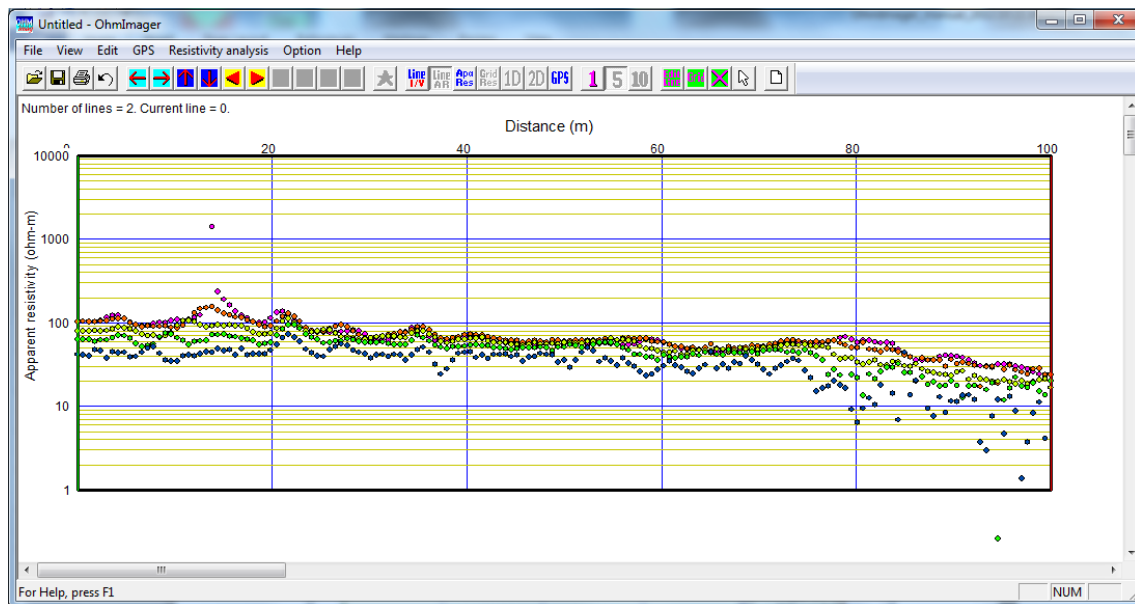 Untitled - OhmImager
File View Edit GPS Resistivity analysis Option Help
Line I/V Line AR Apa Res Grid Res 1D 2D GPS 1 5 10 Grid
Number of lines = 2. Current line = 0.
Distance (m)
0 20 40 60 80 100
10000
1000
100
10
1
Apparent resistivity (ohm-m)
For Help, press F1 NUM